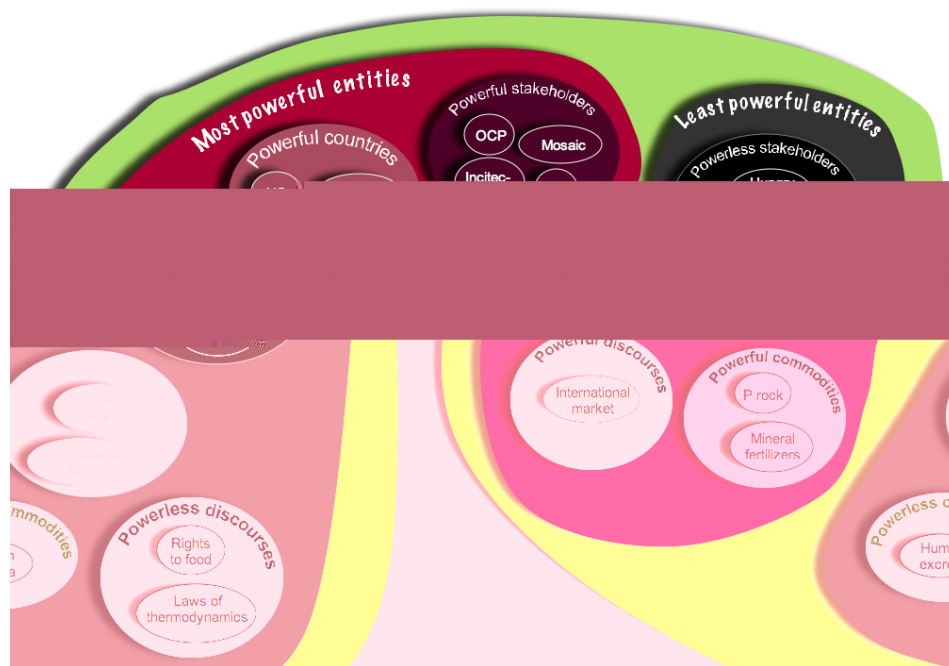 Most powerful entities
Powerful stakeholders
Least powerful entities
Powerful countries
OCP
Mosaic
Powerless stakeholders
Incitec-
Powerful discourses
Powerful commodities
International
market
P rock
Mineral
fertilizers
Western
Sahara
Sub-Saharan
Africa
Powerless discourses
Rights
to food
Laws of
thermodynamics
Powerless